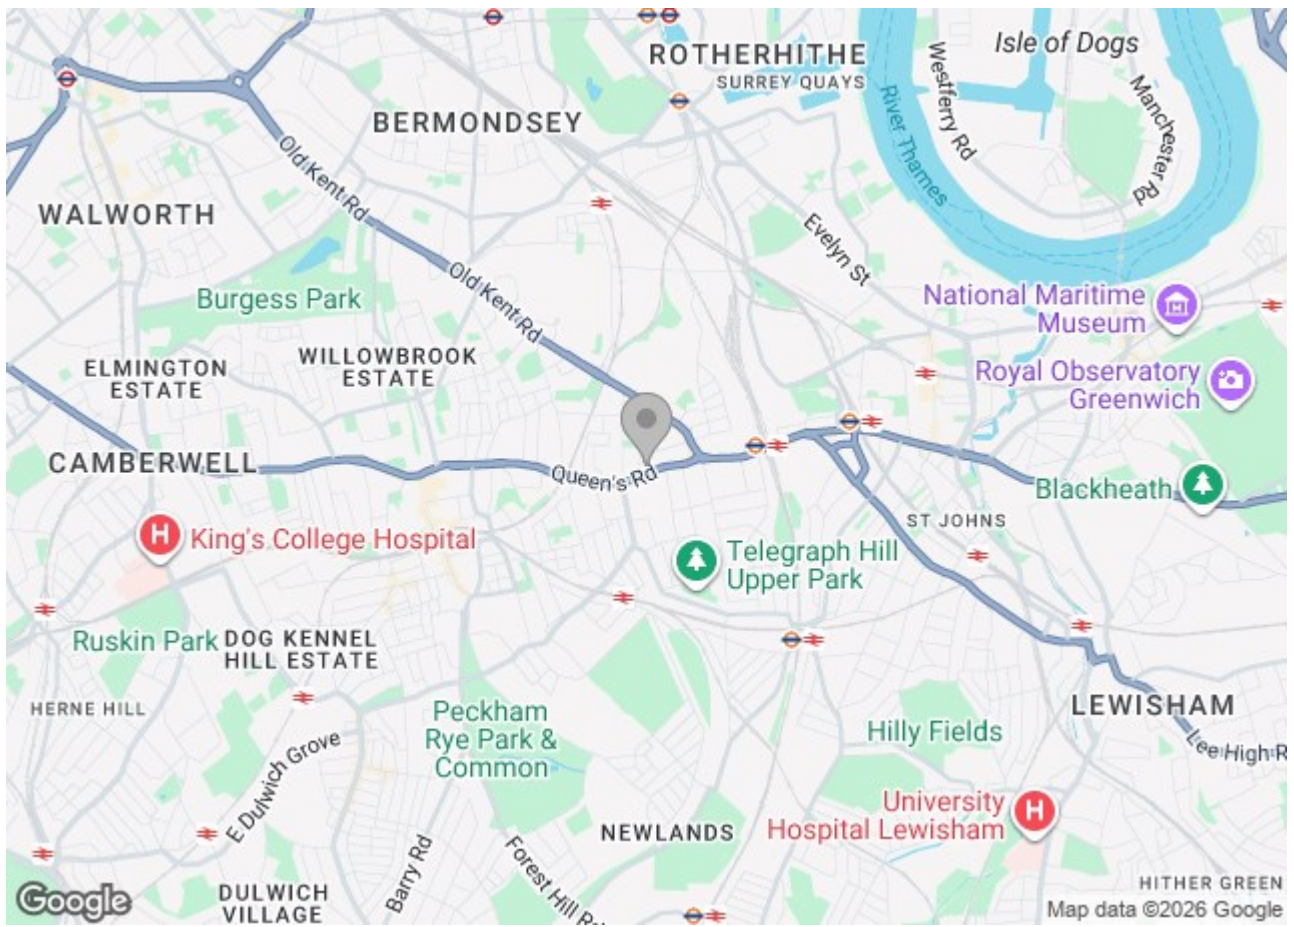 ROTHERHITHE
SURREY QUAYS
Isle of Dogs
Westferry Rd
Manchester Rd
River Thames
BERMONDSEY
Old Kent Rd
WALWORTH
Evelyn St
Old Kent Rd
Burgess Park
National Maritime
Museum
ELMINGTON
ESTATE
WILLOWBROOK
ESTATE
Royal Observatory
Greenwich
CAMBERWELL
Queen's Rd
Blackheath
H
King's College Hospital
ST JOHNS
Telegraph Hill
Upper Park
Ruskin Park
DOG KENNEL
HILL ESTATE
HERNE HILL
Peckham
Rye Park &
Common
LEWISHAM
Hilly Fields
Lee High R
E Dulwich Grove
University
Hospital Lewisham
H
NEWLANDS
Barry Rd
Forest Hill Rd
HITHER GREEN
DULWICH
VILLAGE
Google
Map data ©2026 Google